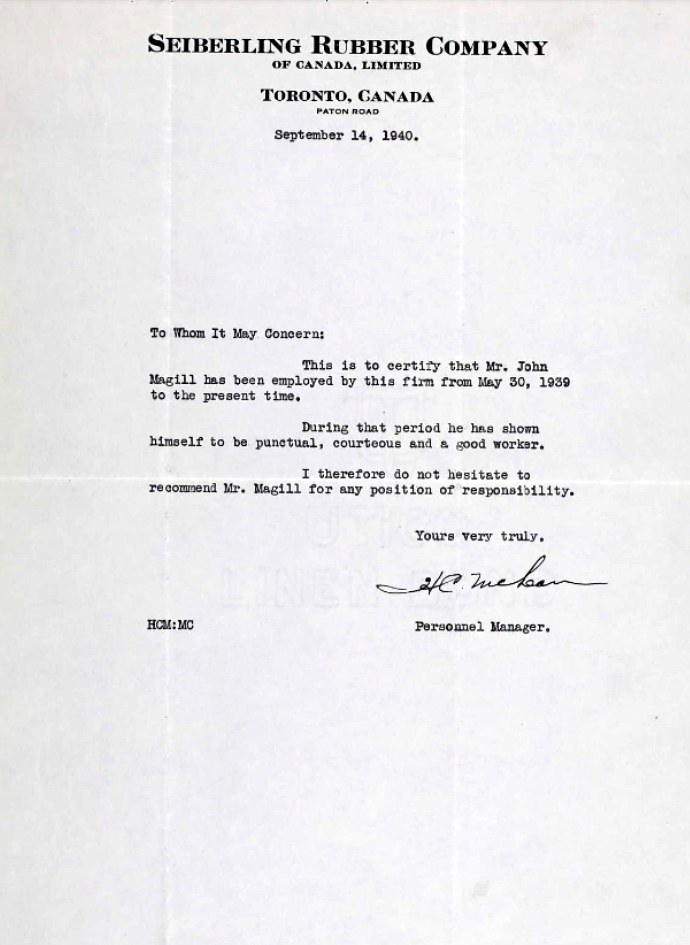 SEIBERLING RUBBER COMPANY
OF CANADA, LIMITED
TORONTO, CANADA
PATON ROAD
September 14, 1940.
To Whom It May Concern:
This is to certify that Mr. John
Magill has been employed by this firm from May 30, 1939
to the present time.
During that period he has shown
himself to be punctual, courteous and a good worker.
I therefore do not hesitate to
recommend Mr. Magill for any position of responsibility.
Yours very truly.
H.C.
HCM:MC
Personnel Manager.